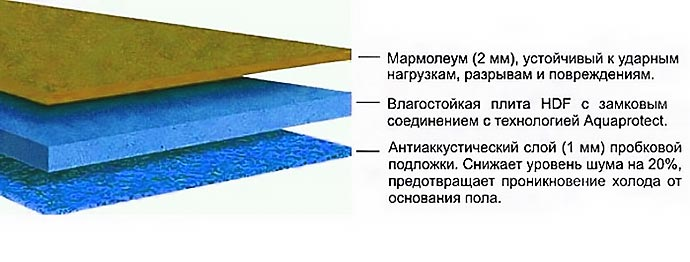 Мармолеум (2 мм), устойчивый к ударным
нагрузкам, разрывам и повреждениям.
Влагостойкая плита HDF с замковым
соединением с технологией Aquaprotect.
Антиаккустический слой (1 мм) пробковой
подложки. Снижает уровень шума на 20%,
предотвращает проникновение холода от
основания пола.